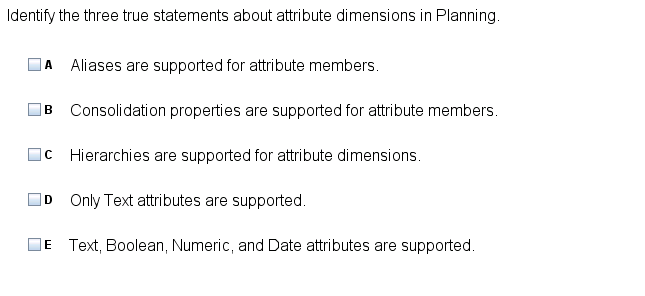 Identify the three true statements about attribute dimensions in Planning.
A Aliases are supported for attribute members.
B Consolidation properties are supported for attribute members.
C Hierarchies are supported for attribute dimensions.
D Only Text attributes are supported.
E Text, Boolean, Numeric, and Date attributes are supported.